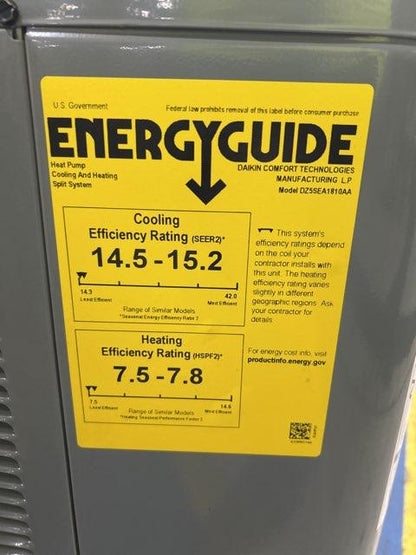 U.S. Government
Federal law prohibits removal of this label before consumer purchase
ENERGYGUIDE
Heat Pump
Cooling And Heating
Split System
DAIKIN COMFORT TECHNOLOGIES
MANUFACTURING L.P
Model DZ5SEA1810AA
Cooling
Efficiency Rating (SEER2)*
14.5 - 15.2
14.3
42.0
Least Efficient
Most Efficient
Range of Similar Models
*Seasonal Energy Efficiency Ratio 2
This system's
efficiency ratings depend
on the coil your
contractor installs with
this unit. The heating
efficiency rating varies
slightly in different
geographic regions. Ask
your contractor for
details.
Heating
Efficiency Rating (HSPF2)*
7.5 - 7.8
7.5
14.6
Least Efficient
Most Efficient
Range of Similar Models
*Heating Seasonal Performance Factor 2
For energy cost info, visit
productinfo.energy.gov